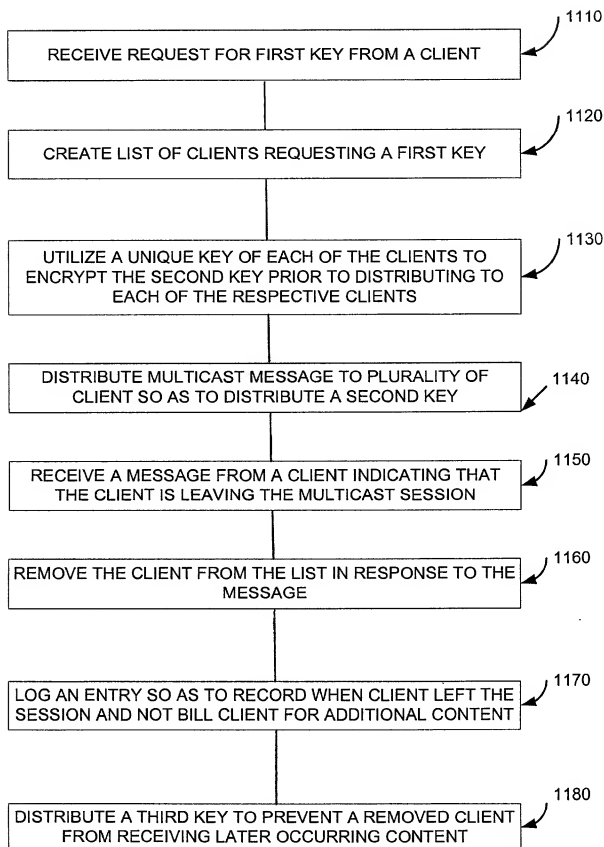 1110
RECEIVE REQUEST FOR FIRST KEY FROM A CLIENT
1120
CREATE LIST OF CLIENTS REQUESTING A FIRST KEY
1130
UTILIZE A UNIQUE KEY OF EACH OF THE CLIENTS TO
ENCRYPT THE SECOND KEY PRIOR TO DISTRIBUTING TO
EACH OF THE RESPECTIVE CLIENTS
1140
DISTRIBUTE MULTICAST MESSAGE TO PLURALITY OF
CLIENT SO AS TO DISTRIBUTE A SECOND KEY
1150
RECEIVE A MESSAGE FROM A CLIENT INDICATING THAT
THE CLIENT IS LEAVING THE MULTICAST SESSION
1160
REMOVE THE CLIENT FROM THE LIST IN RESPONSE TO THE
MESSAGE
1170
LOG AN ENTRY SO AS TO RECORD WHEN CLIENT LEFT THE
SESSION AND NOT BILL CLIENT FOR ADDITIONAL CONTENT
1180
DISTRIBUTE A THIRD KEY TO PREVENT A REMOVED CLIENT
FROM RECEIVING LATER OCCURRING CONTENT